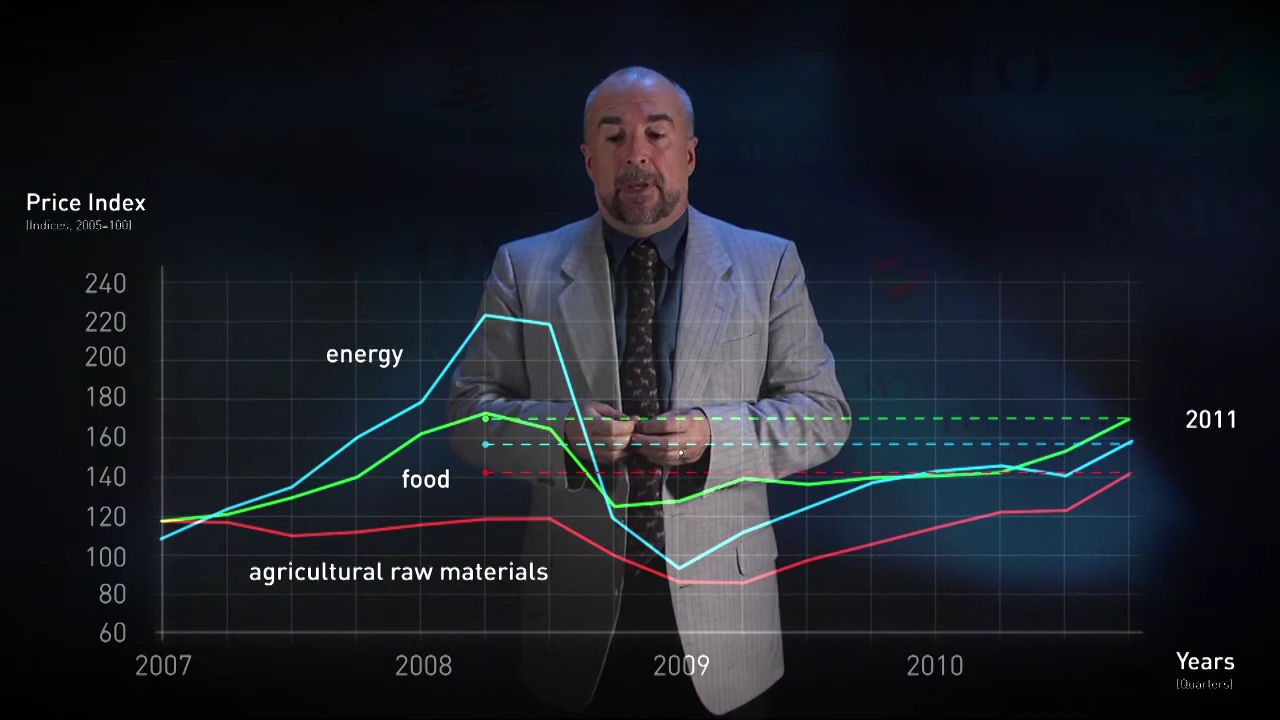 WTO
Price Index
(Indices, 2005=100)
240
220
200
180
160
140
120
100
80
60
energy
food
agricultural raw materials
2011
2007
2008
2009
2010
Years
(Quarters)